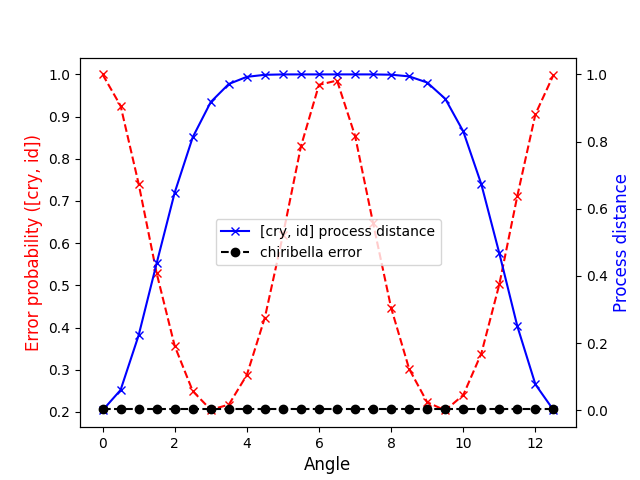 1.0
0.9
0.8
0.7
0.6
0.5
0.4
0.3
0.2
Error probability ([cry, id])
1.0
0.8
0.6
0.4
0.2
0.0
Process distance
[cry, id] process distance
chiribella error
0 2 4 6 8 10 12
Angle